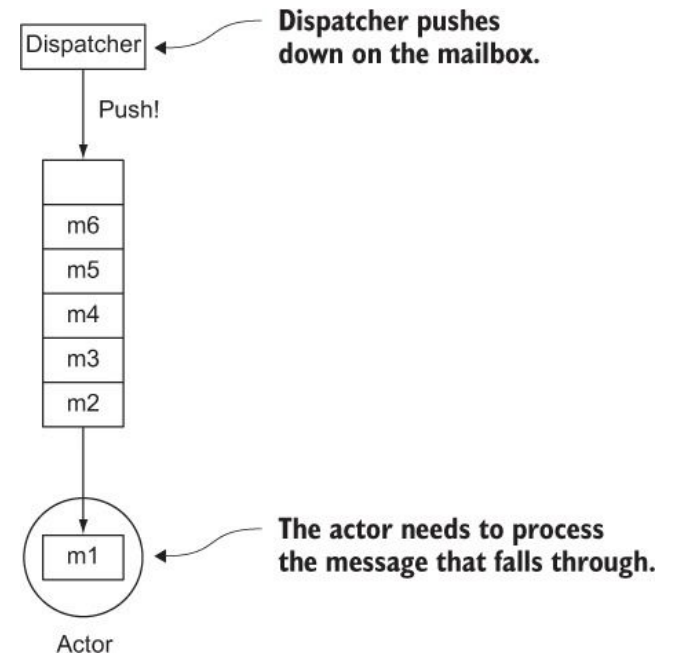 Dispatcher
Dispatcher pushes
down on the mailbox.
Push!
m6
m5
m4
m3
m2
m1
The actor needs to process
the message that falls through.
Actor